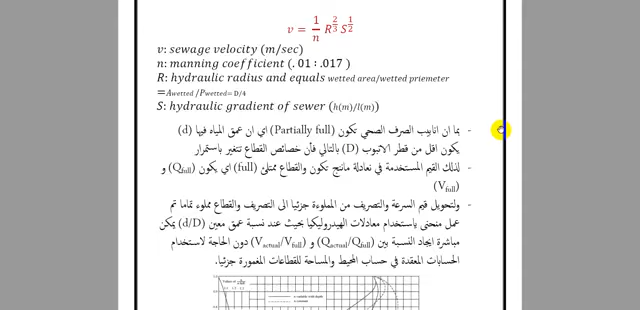 v = 1/n R^2/3 S^1/2
v: sewage velocity (m/sec)
n: manning coefficient (.01 : .017 )
R: hydraulic radius and equals wetted area/wetted priemeter
=Awetted /Pwetted= D/4
S: hydraulic gradient of sewer (h(m)/l(m))
- بما ان انابيب الصرف الصحي تكون (Partially full) اي ان عمق المياه فيها (d)
يكون اقل من قطر الانبوب (D) بالتالي فأن خصائص القطاع تتغير باستمرار
- لذلك القيم المستخدمة في معادلة ماننج تكون والقطاع ممتلئ (full) اي يكون (Qfull) و
(Vfull)
- ولتحويل قيم السرعة والتصريف من المملوءة جزئيا الى التصريف والقطاع مملوء تماما تم
عمل منحنى باستخدام معادلات الهيدروليكيا بحيث عند نسبة عمق معين (d/D) يمكن
مباشرة ايجاد النسبة بين (Qactual/Qfull) و (Vactual/Vfull) دون الحاجة لاستخدام
الحسابات المعقدة في حساب المحيط والمساحة للقطاعات المغمورة جزئيا.